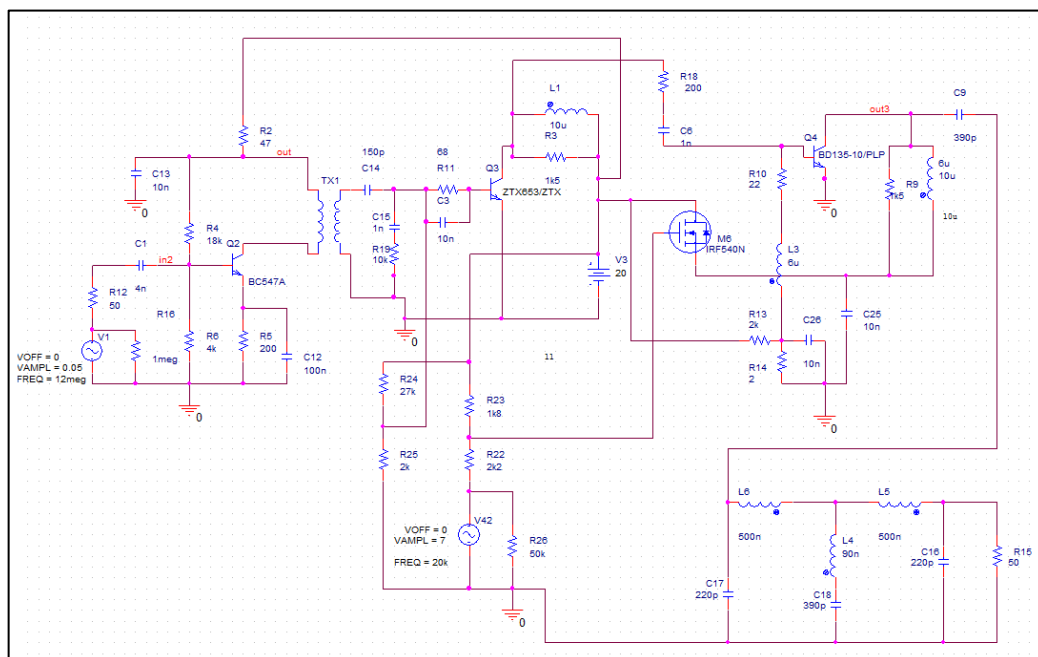 R2
47
out
C13
10n
0
R4
18k
C1
4n
in2
Q2
BC547A
R12
50
R16
1meg
V1
VOFF = 0
VAMPL = 0.05
FREQ = 12meg
R6
4k
R5
200
C12
100n
0
TX1
150p
C14
68
R11
C3
10n
C15
1n
R19
10k
Q3
ZTX653/ZTX
L1
10u
R3
1k5
0
V3
20
11
R24
27k
R25
2k
R23
1k8
R22
2k2
V42
VOFF = 0
VAMPL = 7
FREQ = 20k
R26
50k
0
R18
200
C6
1n
M6
IRF540N
R10
22
L3
6u
R13
2k
R14
2
C26
10n
C25
10n
0
Q4
BD135-10/PLP
0
out3
C9
390p
R9
1k5
6u
10u
10u
L6
500n
L5
500n
L4
90n
C17
220p
C18
390p
C16
220p
R15
50